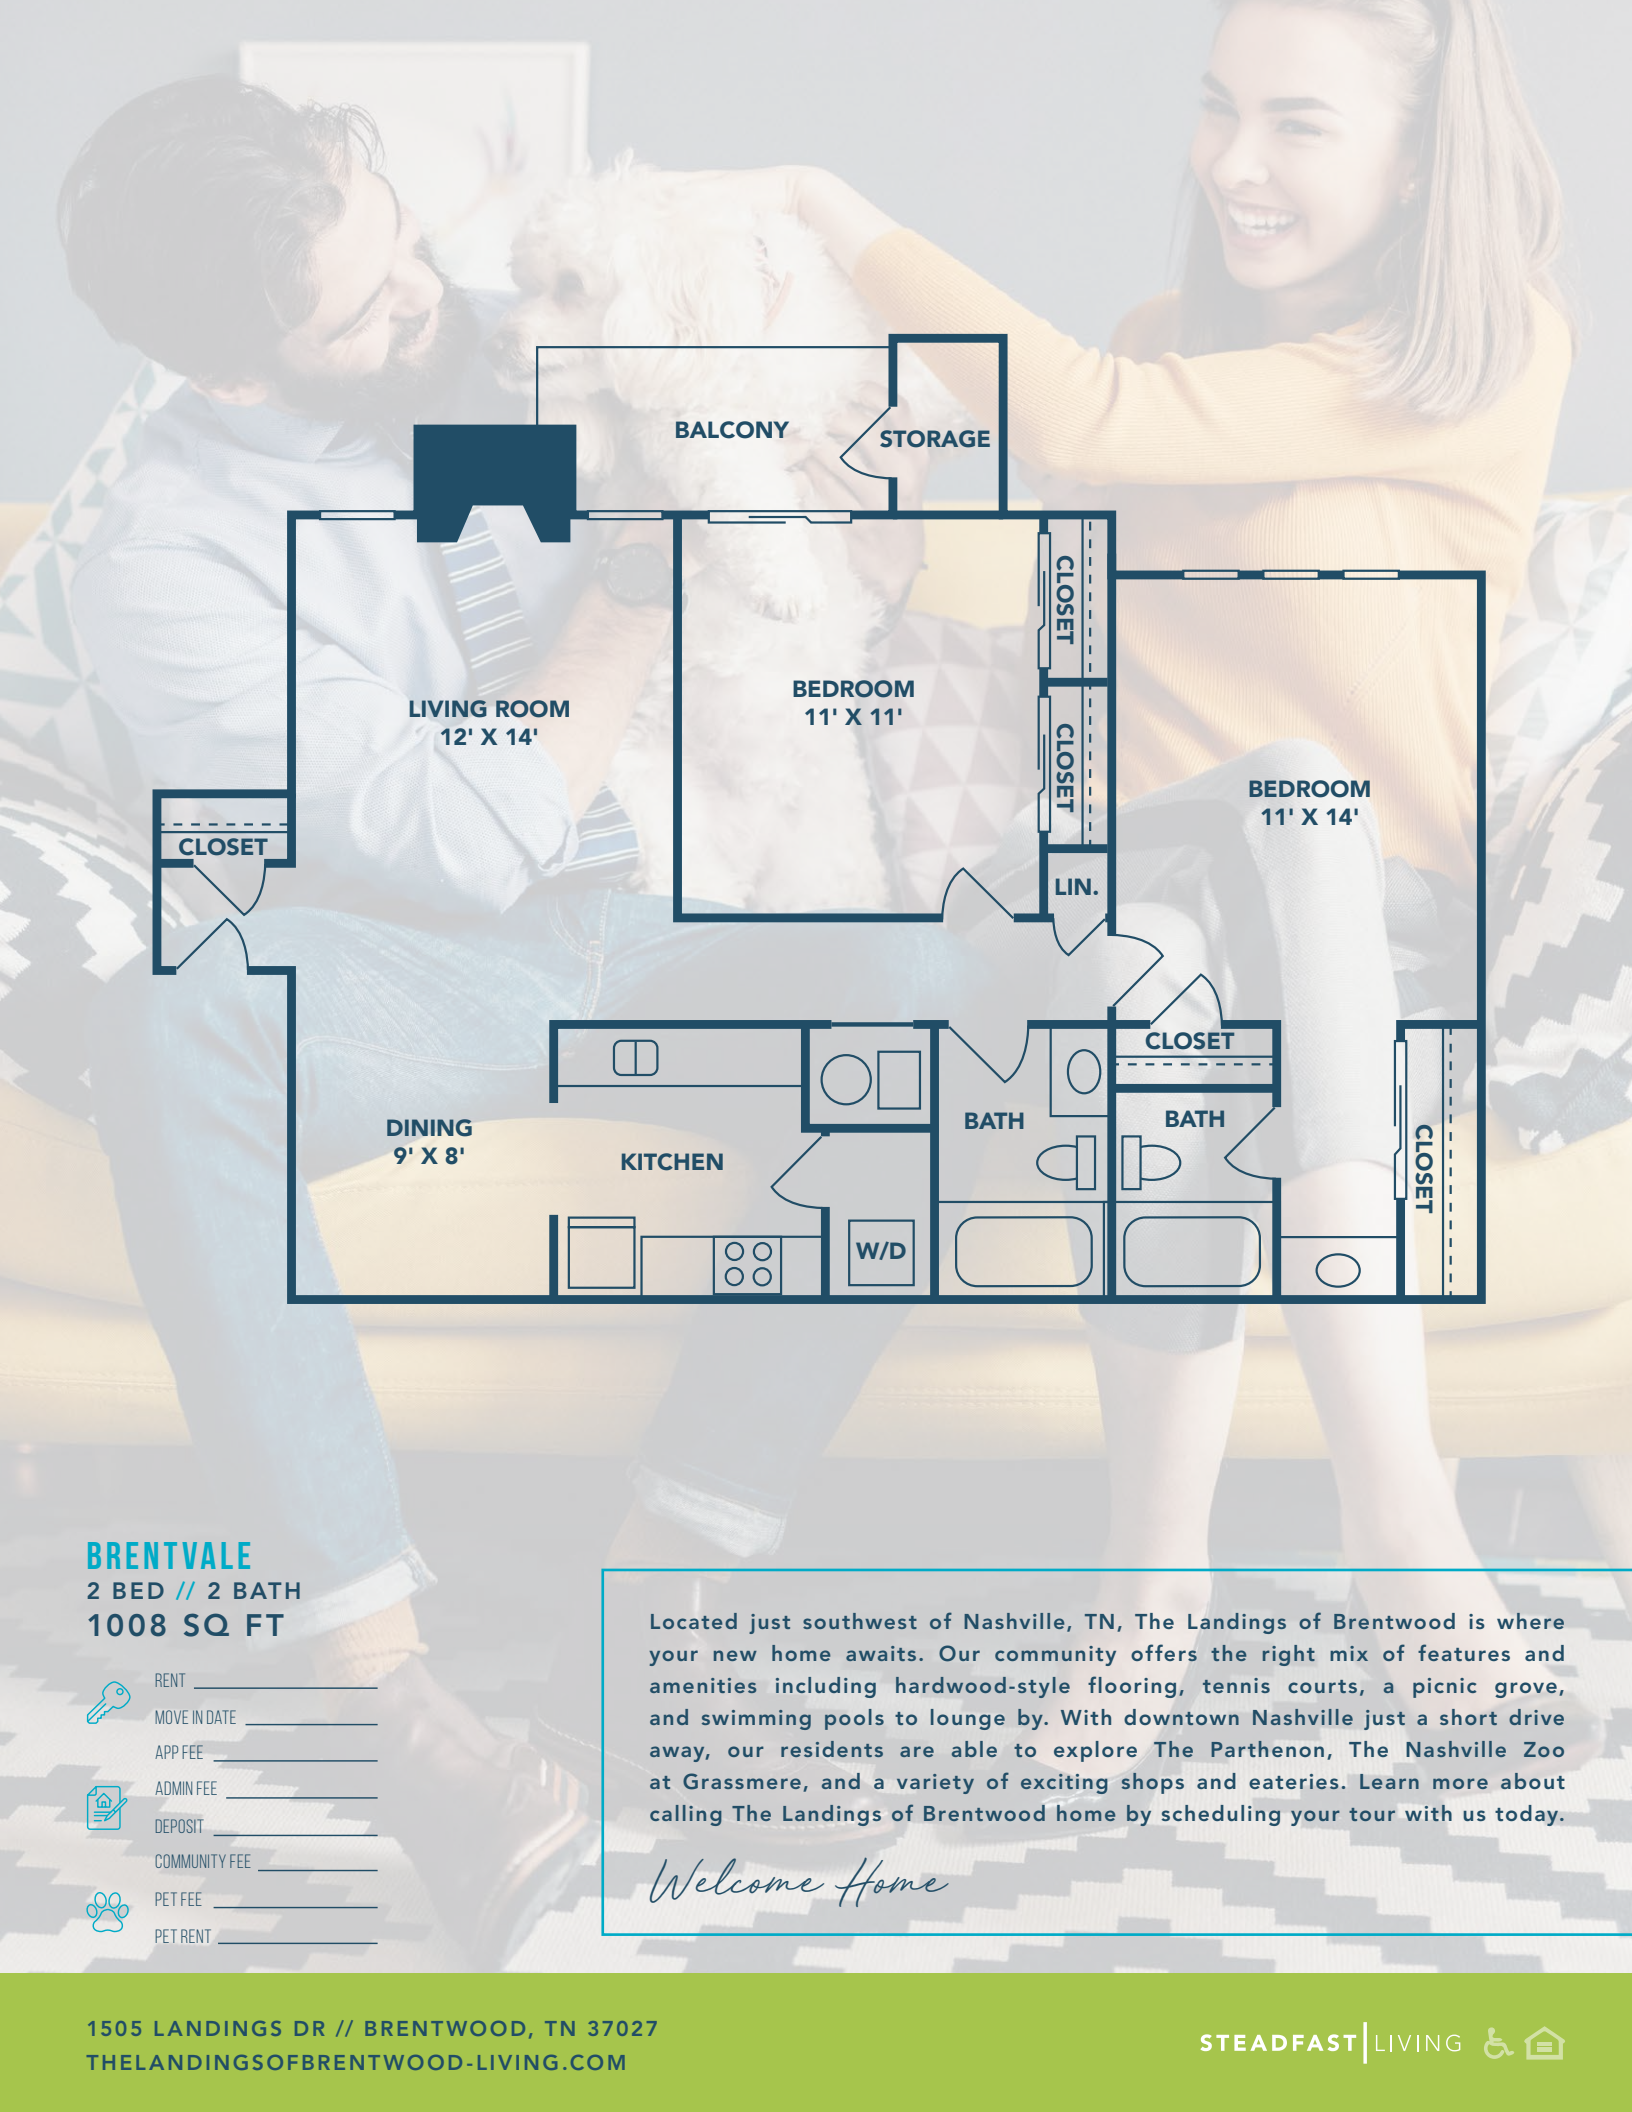 BALCONY
STORAGE
CLOSET
LIVING ROOM
12' X 14'
BEDROOM
11' X 11'
CLOSET
BEDROOM
11' X 14'
CLOSET
LIN.
CLOSET
DINING
9' X 8'
KITCHEN
BATH
BATH
CLOSET
W/D
BRENTVALE
2 BED // 2 BATH
1008 SQ FT
RENT
MOVE IN DATE
APP FEE
ADMIN FEE
DEPOSIT
COMMUNITY FEE
PET FEE
PET RENT
Located just southwest of Nashville, TN, The Landings of Brentwood is where
your new home awaits. Our community offers the right mix of features and
amenities including hardwood-style flooring, tennis courts, a picnic grove,
and swimming pools to lounge by. With downtown Nashville just a short drive
away, our residents are able to explore The Parthenon, The Nashville Zoo
at Grassmere, and a variety of exciting shops and eateries. Learn more about
calling The Landings of Brentwood home by scheduling your tour with us today.
Welcome Home
1505 LANDINGS DR // BRENTWOOD, TN 37027
THELANDINGSOFBRENTWOOD-LIVING.COM
STEADFAST|LIVING